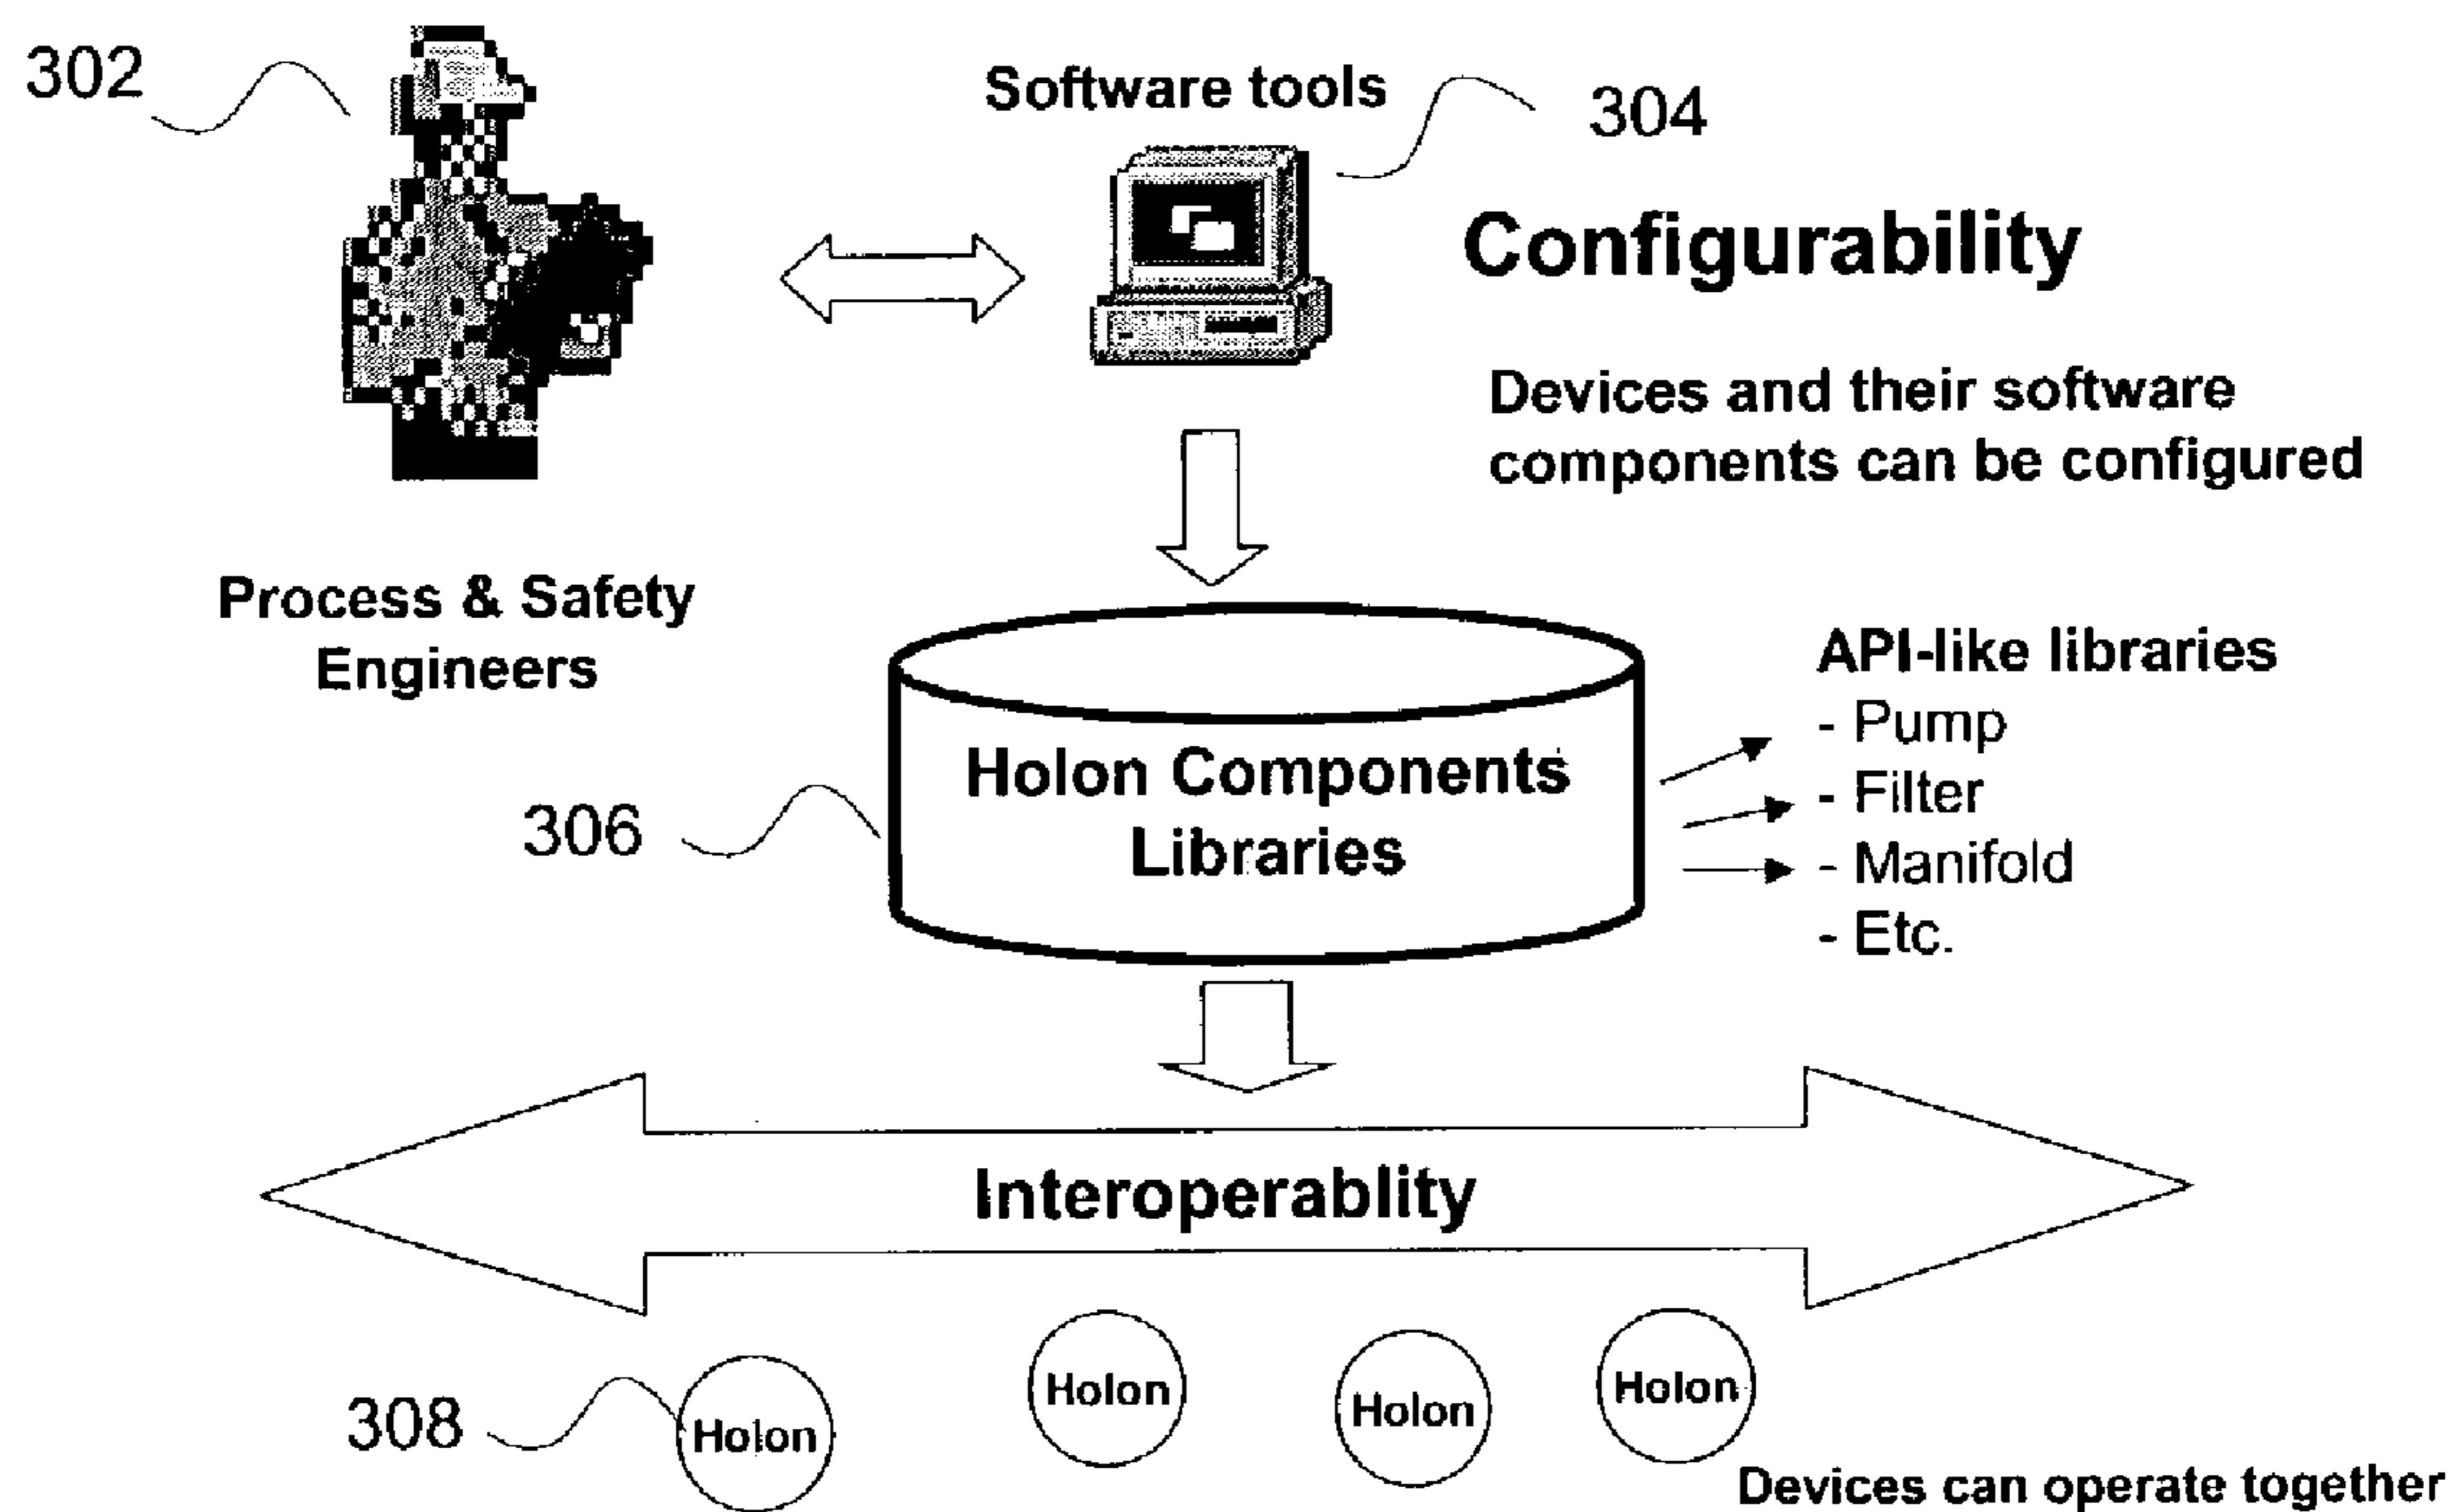 302
Software tools
304
Configurability
Devices and their software
components can be configured
Process & Safety
Engineers
API-like libraries
- Pump
- Filter
- Manifold
- Etc.
Holon Components
Libraries
306
Interoperablity
Holon
Holon
Holon
Holon
308
Devices can operate together